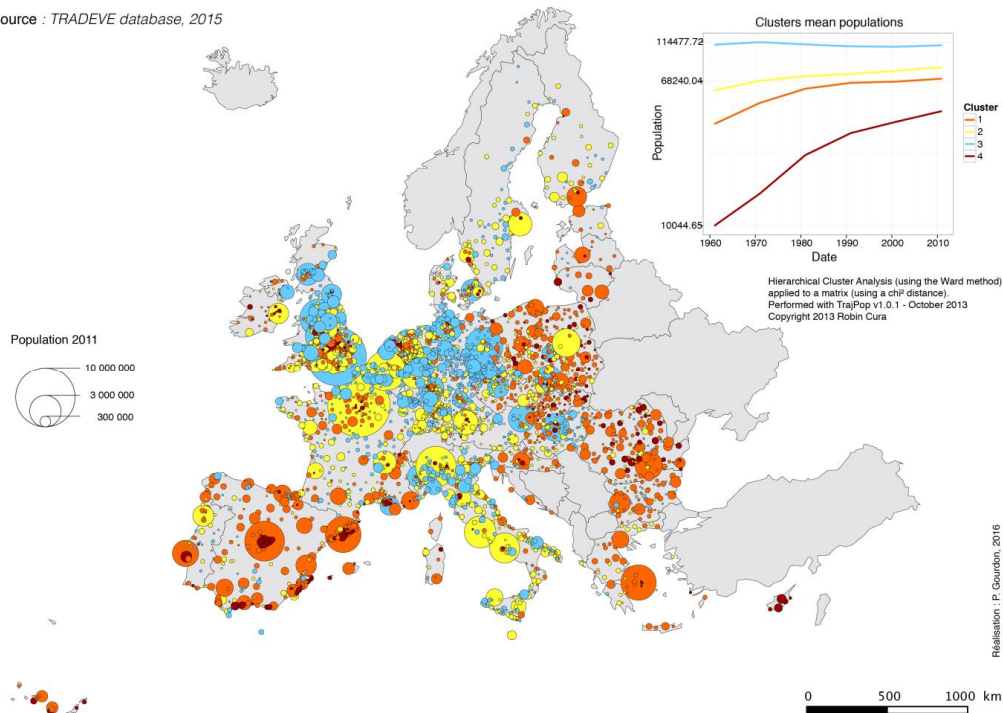 ource : TRADEVE database, 2015
Clusters mean populations
114477.72
68240.04
10044.65
Population
1960 1970 1980 1990 2000 2010
Date
Cluster
1
2
3
4
Hierarchical Cluster Analysis (using the Ward method)
applied to a matrix (using a chi² distance).
Performed with TrajPop v1.0.1 - October 2013
Copyright 2013 Robin Cura
Population 2011
10 000 000
3 000 000
300 000
Réalisation : P. Gourdon, 2016
0 500 1000 km